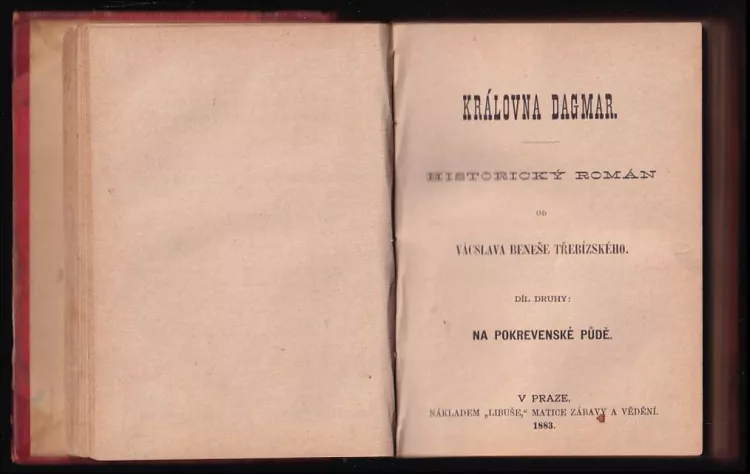 KRÁLOVNA DAGMAR.
HISTORICKÝ ROMÁN
OD
VÁCSLAVA BENEŠE TŘEBÍZSKÉHO.
DÍL DRUHY:
NA POKREVENSKÉ PŮDĚ.
V PRAZE.
NÁKLADEM „LIBUŠE,“ MATICE ZÁBAVY A VĚDĚNÍ.
1883.